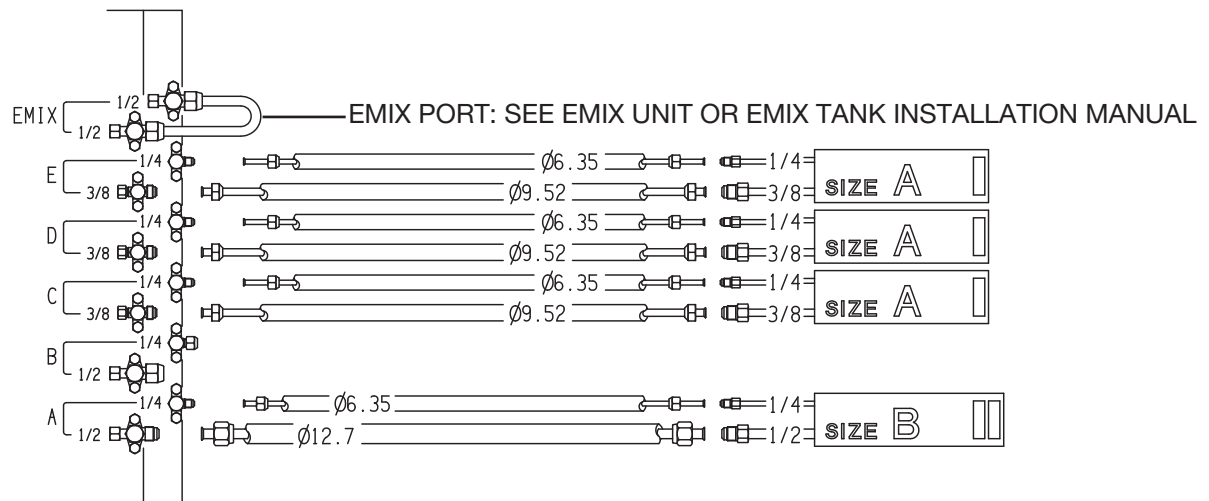 1/2
EMIX
1/2
EMIX PORT: SEE EMIX UNIT OR EMIX TANK INSTALLATION MANUAL
E
1/4
Ø6.35
1/4
3/8
Ø9.52
3/8
SIZE A
D
1/4
Ø6.35
1/4
3/8
Ø9.52
3/8
SIZE A
C
1/4
Ø6.35
1/4
3/8
Ø9.52
3/8
SIZE A
B
1/4
1/2
A
1/4
Ø6.35
1/4
1/2
Ø12.7
1/2
SIZE B